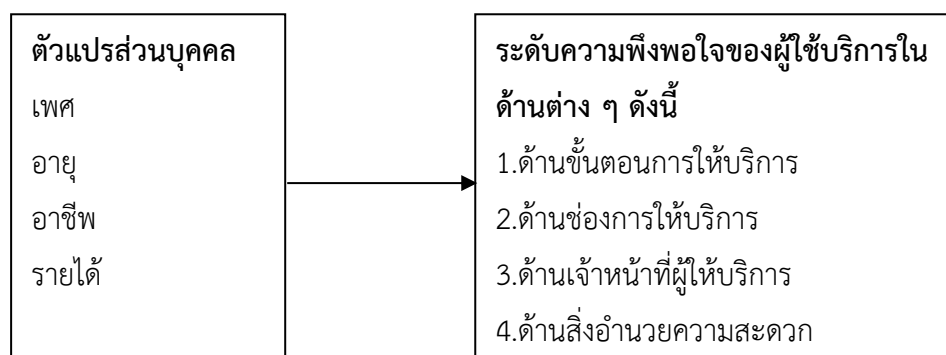 ตัวแปรส่วนบุคคล
เพศ
อายุ
อาชีพ
รายได้
ระดับความพึงพอใจของผู้ใช้บริการใน
ด้านต่าง ๆ ดังนี้
1.ด้านขั้นตอนการให้บริการ
2.ด้านช่องการให้บริการ
3.ด้านเจ้าหน้าที่ผู้ให้บริการ
4.ด้านสิ่งอำนวยความสะดวก